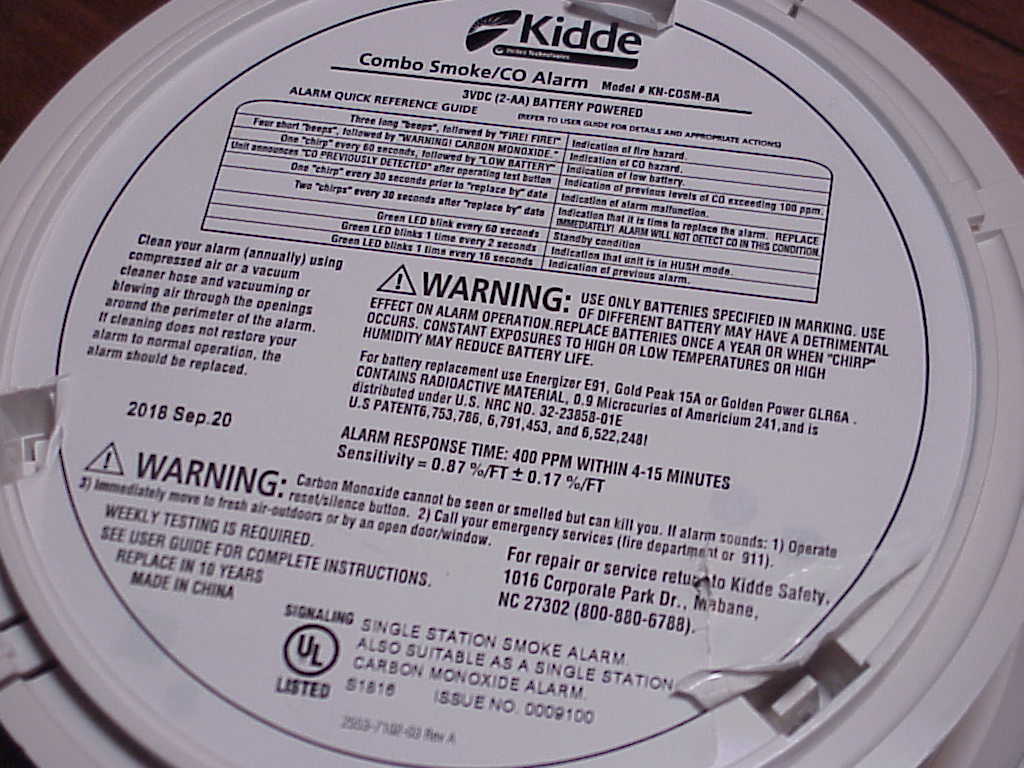 Kidde
United Technologies
Combo Smoke/CO Alarm Model # KN-COSM-BA
3VDC (2-AA) BATTERY POWERED
ALARM QUICK REFERENCE GUIDE (REFER TO USER GUIDE FOR DETAILS AND APPROPRIATE ACTIONS)
Three long "beeps", followed by "FIRE! FIRE!" Indication of fire hazard.
Four short "beeps", followed by "WARNING! CARBON MONOXIDE." Indication of CO hazard.
One "chirp" every 60 seconds, followed by "LOW BATTERY" Indication of low battery.
Unit announces "CO PREVIOUSLY DETECTED" after operating test button Indication of previous levels of CO exceeding 100 ppm.
One "chirp" every 30 seconds prior to "replace by" date Indication of alarm malfunction.
Two "chirps" every 30 seconds after "replace by" date Indication that it is time to replace the alarm. REPLACE
IMMEDIATELY! ALARM WILL NOT DETECT CO IN THIS CONDITION.
Green LED blink every 60 seconds Standby condition
Green LED blinks 1 time every 2 seconds Indication that unit is in HUSH mode.
Green LED blinks 1 time every 16 seconds Indication of previous alarm.
Clean your alarm (annually) using
compressed air or a vacuum
cleaner hose and vacuuming or
blowing air through the openings
around the perimeter of the alarm.
If cleaning does not restore your
alarm to normal operation, the
alarm should be replaced.
WARNING: USE ONLY BATTERIES SPECIFIED IN MARKING. USE
OF DIFFERENT BATTERY MAY HAVE A DETRIMENTAL
EFFECT ON ALARM OPERATION.REPLACE BATTERIES ONCE A YEAR OR WHEN "CHIRP"
OCCURS. CONSTANT EXPOSURES TO HIGH OR LOW TEMPERATURES OR HIGH
HUMIDITY MAY REDUCE BATTERY LIFE.
For battery replacement use Energizer E91, Gold Peak 15A or Golden Power GLR6A .
CONTAINS RADIOACTIVE MATERIAL, 0.9 Microcuries of Americium 241,and is
distributed under U.S. NRC NO. 32-23858-01E
U.S PATENT6,753,786, 6,791,453, and 6,522,248!
2018 Sep.20
ALARM RESPONSE TIME: 400 PPM WITHIN 4-15 MINUTES
Sensitivity = 0.87 %/FT ± 0.17 %/FT
WARNING: Carbon Monoxide cannot be seen or smelled but can kill you. If alarm sounds: 1) Operate
reset/silence button. 2) Call your emergency services (fire department or 911).
3) Immediately move to fresh air-outdoors or by an open door/window.
WEEKLY TESTING IS REQUIRED.
SEE USER GUIDE FOR COMPLETE INSTRUCTIONS.
REPLACE IN 10 YEARS
MADE IN CHINA
For repair or service return to Kidde Safety,
1016 Corporate Park Dr., Mebane,
NC 27302 (800-880-6788).
SIGNALING
UL
LISTED
SINGLE STATION SMOKE ALARM.
ALSO SUITABLE AS A SINGLE STATION
CARBON MONOXIDE ALARM.
S1816 ISSUE NO. 0009100
Rev A